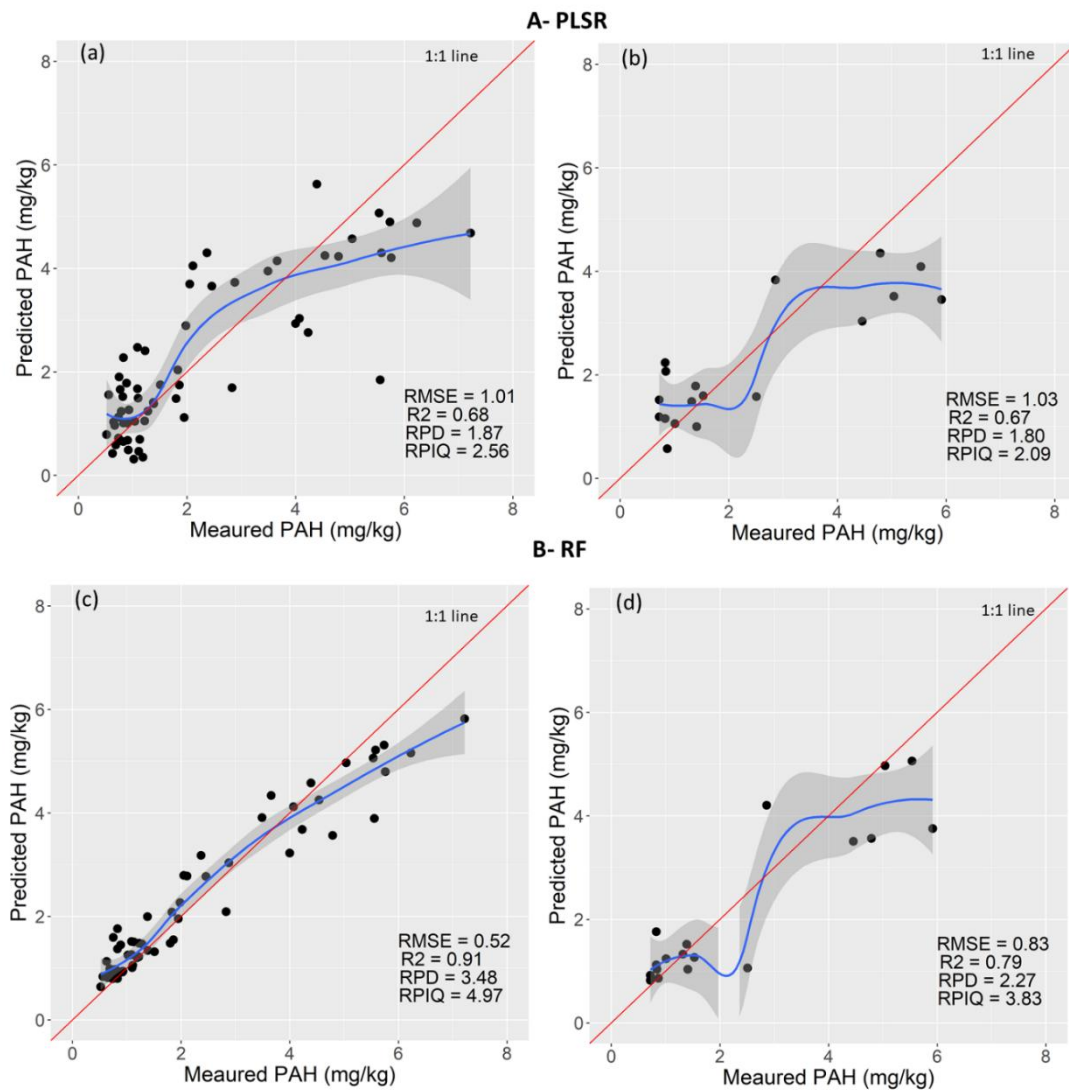 A- PLSR
(a)
1:1 line
8
6
4
2
0
Predicted PAH (mg/kg)
RMSE = 1.01
R2 = 0.68
RPD = 1.87
RPIQ = 2.56
0 2 4 6 8
Meaured PAH (mg/kg)
(b)
1:1 line
8
6
4
2
0
Predicted PAH (mg/kg)
RMSE = 1.03
R2 = 0.67
RPD = 1.80
RPIQ = 2.09
0 2 4 6 8
Meaured PAH (mg/kg)
B- RF
(c)
1:1 line
8
6
4
2
0
Predicted PAH (mg/kg)
RMSE = 0.52
R2 = 0.91
RPD = 3.48
RPIQ = 4.97
0 2 4 6 8
Measured PAH (mg/kg)
(d)
1:1 line
8
6
4
2
0
Predicted PAH (mg/kg)
RMSE = 0.83
R2 = 0.79
RPD = 2.27
RPIQ = 3.83
0 2 4 6 8
Measured PAH (mg/kg)